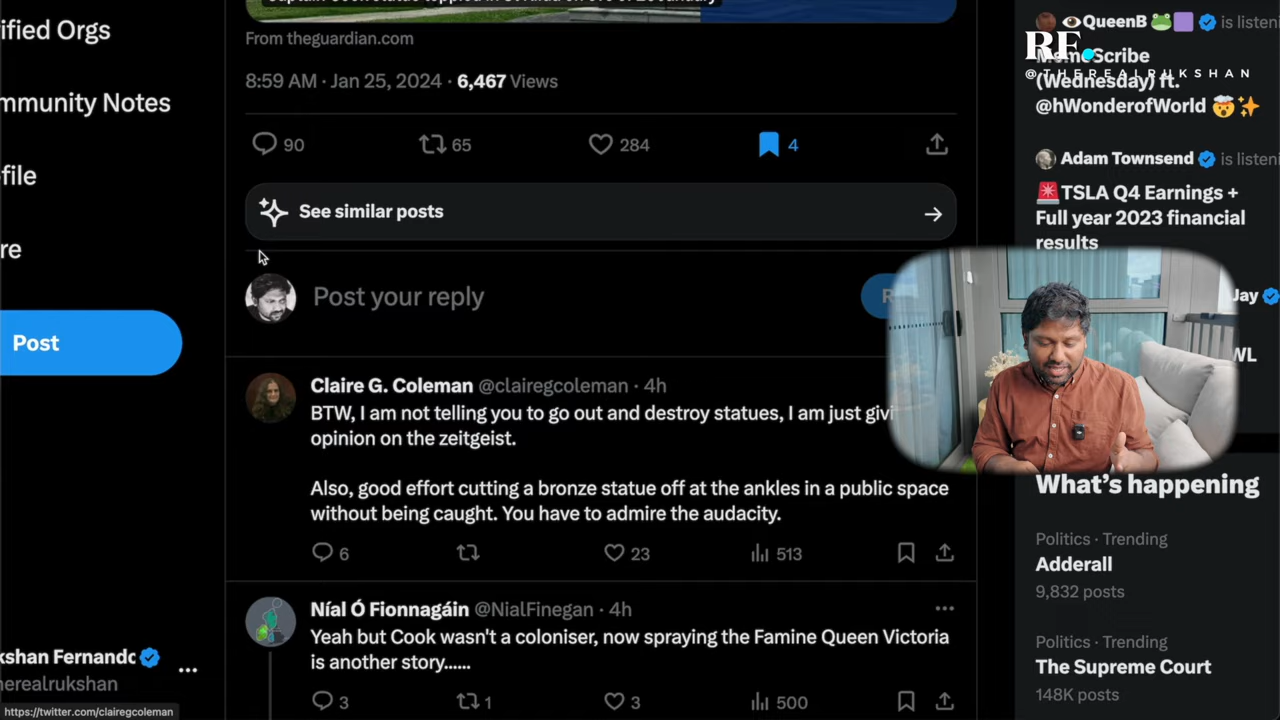 ified Orgs
mmunity Notes
file
re
Post
kshan Fernando
herealrukshan
https://twitter.com/clairegcoleman
From theguardian.com
8:59 AM · Jan 25, 2024 · 6,467 Views
90 65 284 4
See similar posts
Post your reply
R
Claire G. Coleman @clairegcoleman · 4h
BTW, I am not telling you to go out and destroy statues, I am just givi
opinion on the zeitgeist.
Also, good effort cutting a bronze statue off at the ankles in a public space
without being caught. You have to admire the audacity.
6 23 513
Níal Ó Fionnagáin @NialFinegan · 4h
Yeah but Cook wasn't a coloniser, now spraying the Famine Queen Victoria
is another story......
3 1 3 500
QueenB is listeni
RF.
@THEREALRUKSHAN
Scribe
(Wednesday) ft.
@hWonderofWorld
Adam Townsend is listeni
TSLA Q4 Earnings +
Full year 2023 financial
results
Jay
WL
What's happening
Politics · Trending
Adderall
9,832 posts
Politics · Trending
The Supreme Court
148K posts